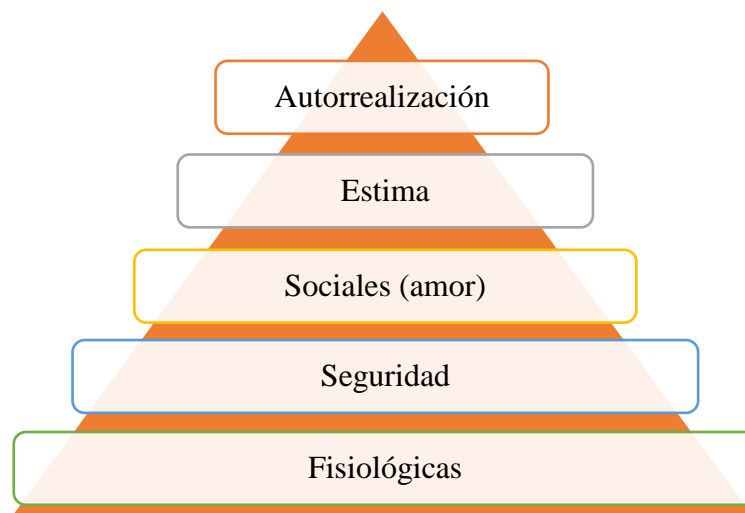 Autorrealización
Estima
Sociales (amor)
Seguridad
Fisiológicas